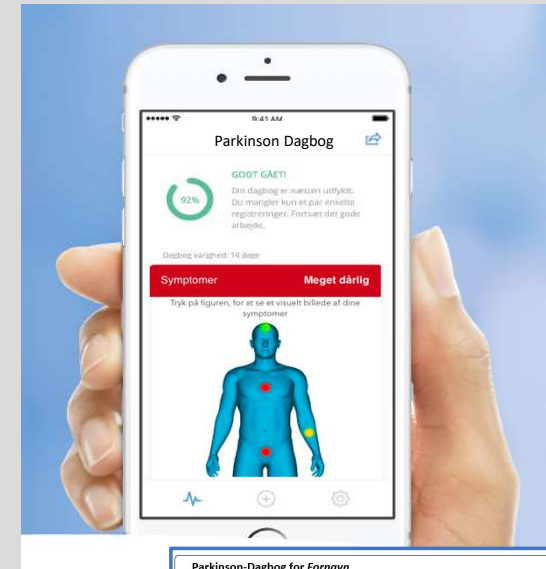 9:41 AM
Parkinson Dagbog
92%
GODT GÅET!
Din dagbog er næsten udfyldt.
Du mangler kun et par enkelte
registreringer. Fortsæt det gode
arbejde.
Dagbog varighed: 14 dage
Symptomer Meget dårlig
Tryk på figuren, for at se et visuelt billede af dine
symptomer
Parkinson-Dagbog for Fornavn